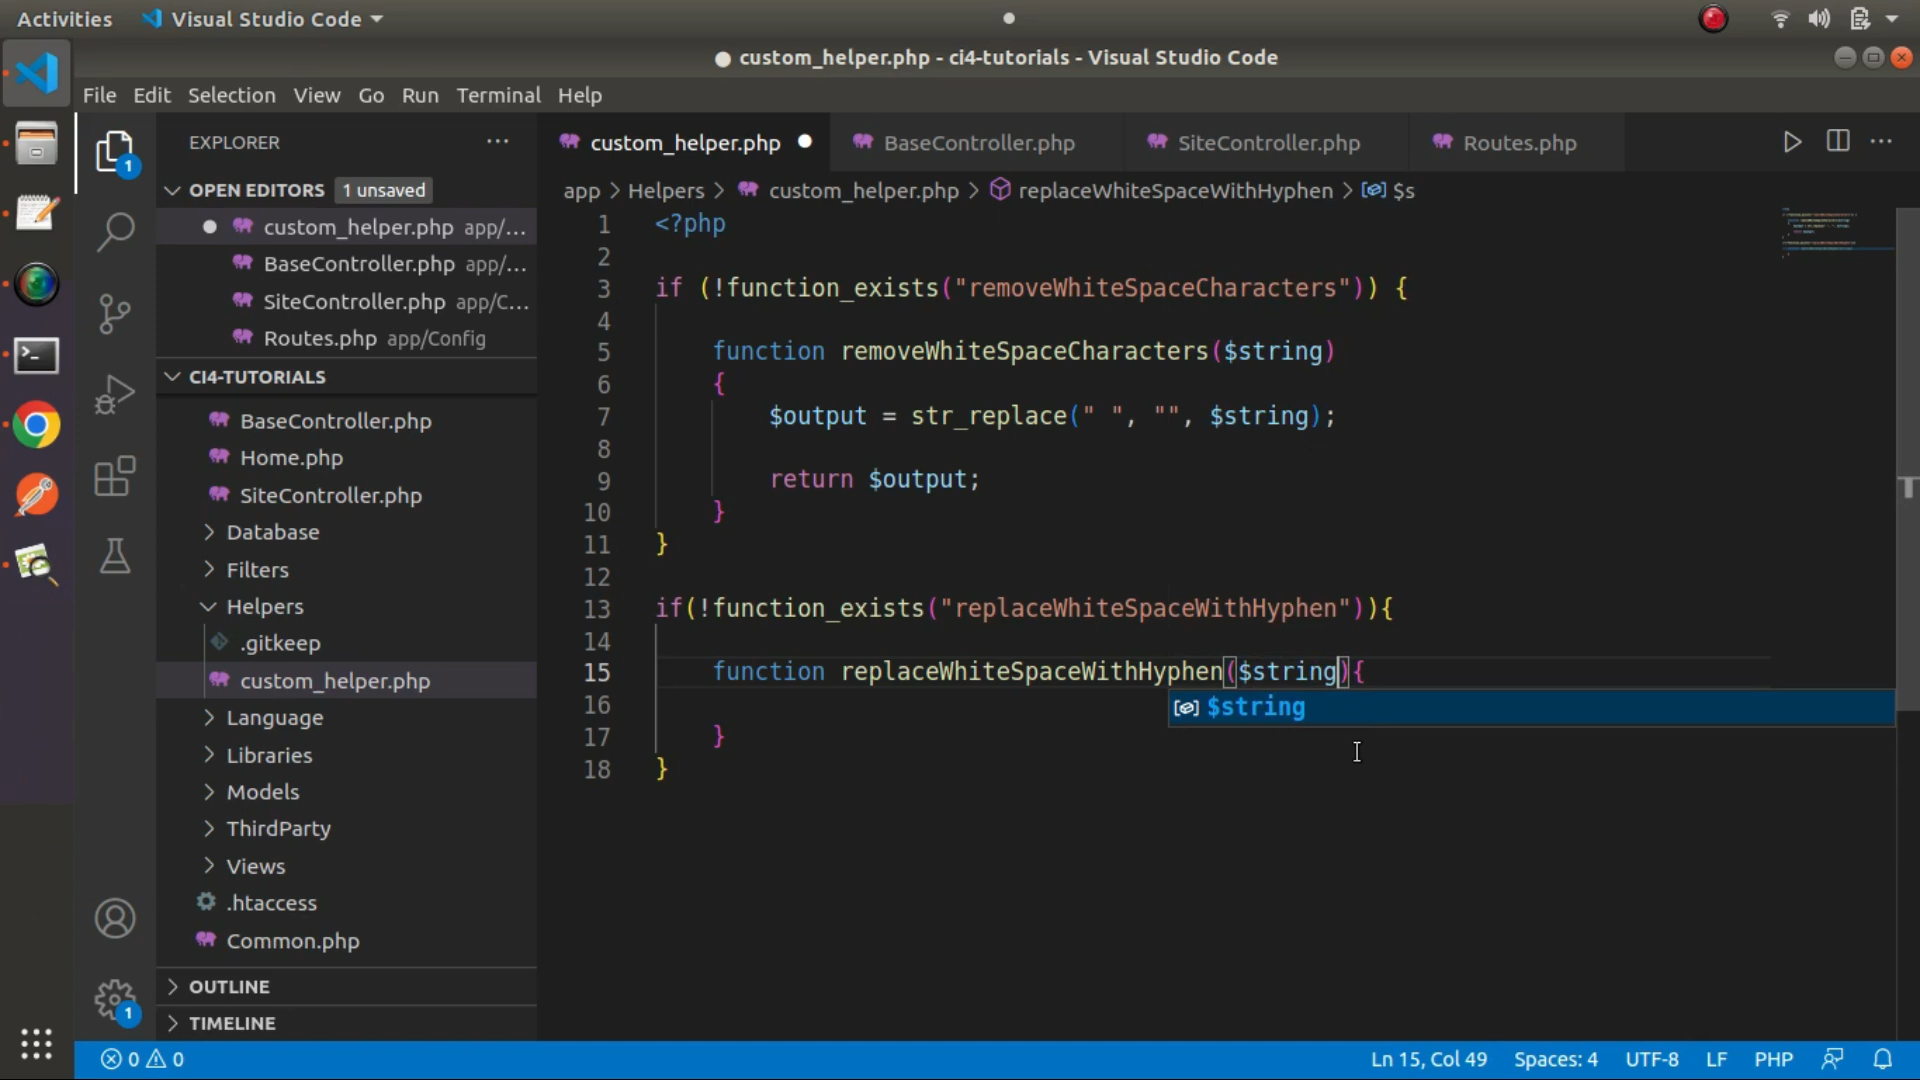 Activities Visual Studio Code
custom_helper.php - ci4-tutorials - Visual Studio Code
File Edit Selection View Go Run Terminal Help
EXPLORER ···
custom_helper.php BaseController.php SiteController.php Routes.php ···
OPEN EDITORS 1 unsaved
custom_helper.php app/...
BaseController.php app/...
SiteController.php app/C...
Routes.php app/Config
CI4-TUTORIALS
BaseController.php
Home.php
SiteController.php
Database
Filters
Helpers
.gitkeep
custom_helper.php
Language
Libraries
Models
ThirdParty
Views
.htaccess
Common.php
OUTLINE
TIMELINE
1
1
app > Helpers > custom_helper.php > replaceWhiteSpaceWithHyphen > $s
1 <?php
2
3 if (!function_exists("removeWhiteSpaceCharacters")) {
4
5 function removeWhiteSpaceCharacters($string)
6 {
7 $output = str_replace(" ", "", $string);
8
9 return $output;
10 }
11 }
12
13 if(!function_exists("replaceWhiteSpaceWithHyphen")){
14
15 function replaceWhiteSpaceWithHyphen($string){
16
$string
17 }
18 }
0 0
Ln 15, Col 49 Spaces: 4 UTF-8 LF PHP